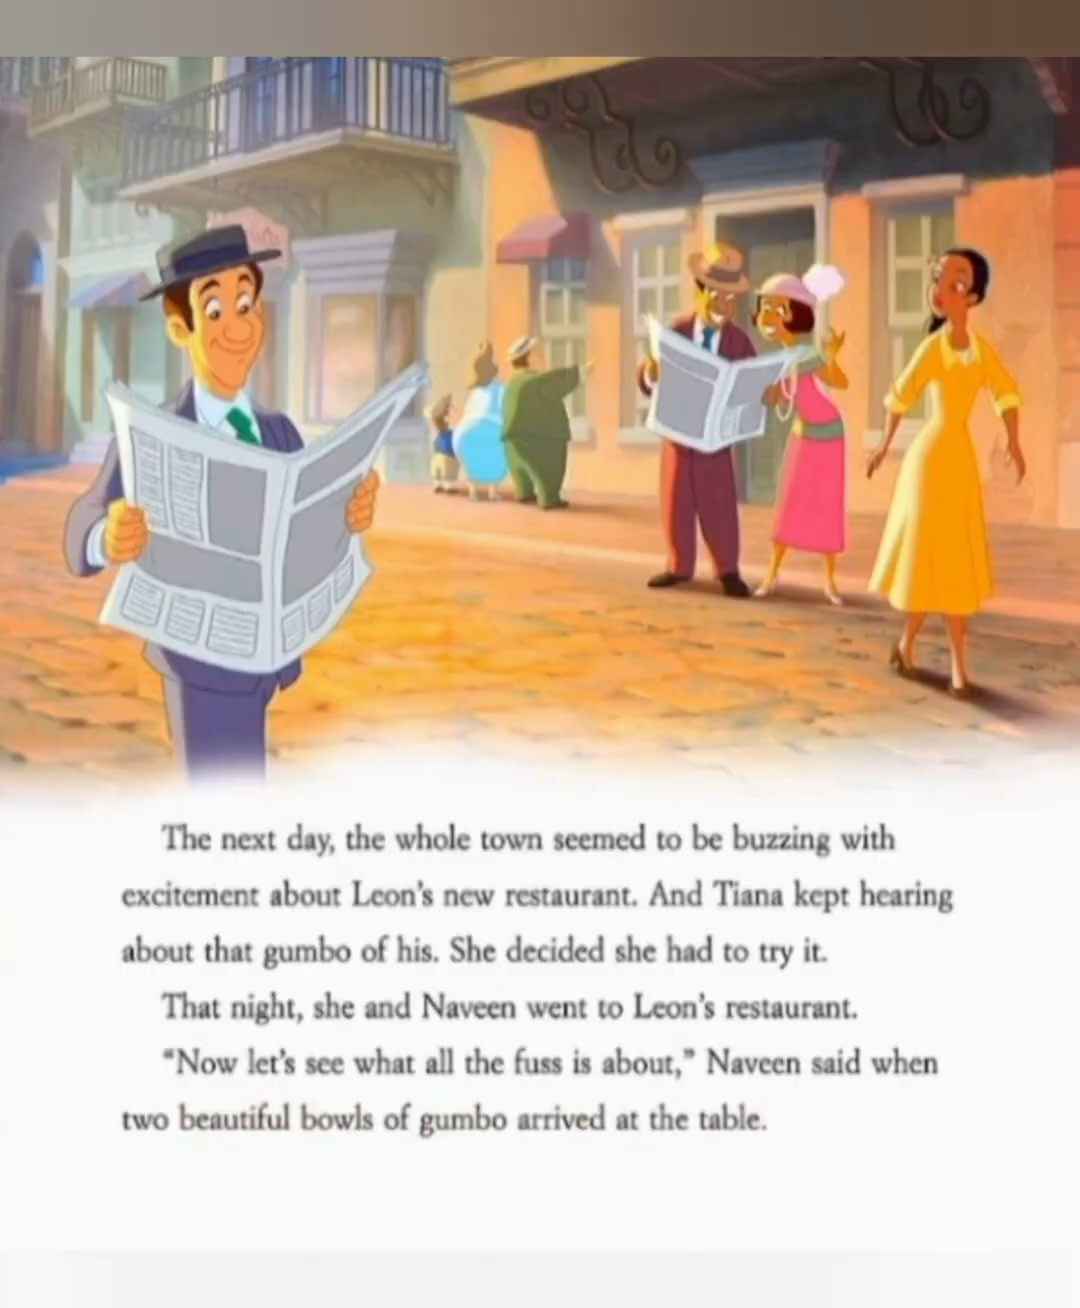 The next day, the whole town seemed to be buzzing with
excitement about Leon's new restaurant. And Tiana kept hearing
about that gumbo of his. She decided she had to try it.
That night, she and Naveen went to Leon's restaurant.
“Now let's see what all the fuss is about,” Naveen said when
two beautiful bowls of gumbo arrived at the table.